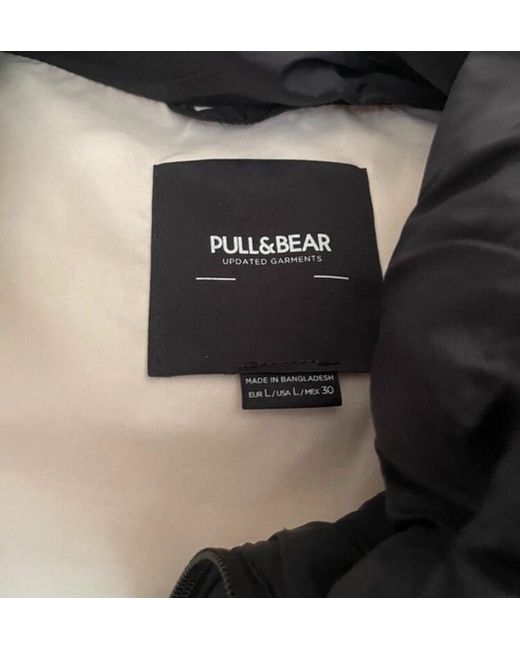 PULL&BEAR
UPDATED GARMENTS
MADE IN BANGLADESH
EUR L/USA L/MEX 30